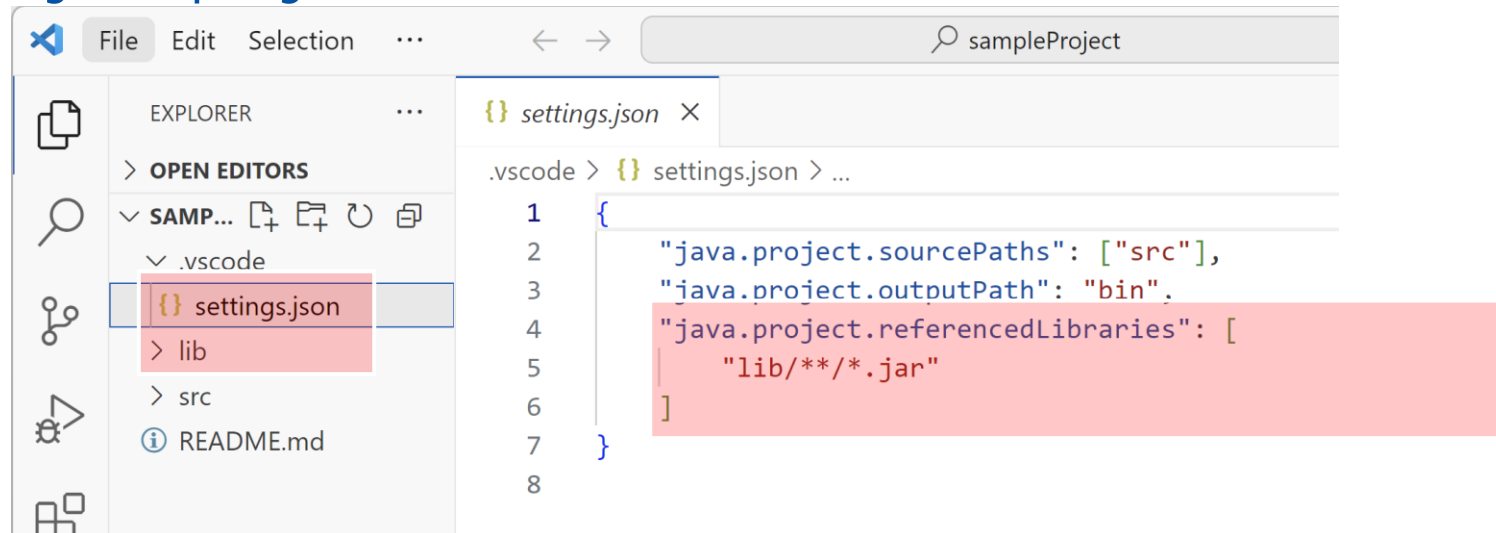 File Edit Selection ... sampleProject
EXPLORER ...
settings.json
OPEN EDITORS
.vscode > {} settings.json > ...
SAMP...
.vscode
{} settings.json
lib
src
README.md
1 {
2 "java.project.sourcePaths": ["src"],
3 "java.project.outputPath": "bin",
4 "java.project.referencedLibraries": [
5 "lib/**/*.jar"
6 ]
7 }
8